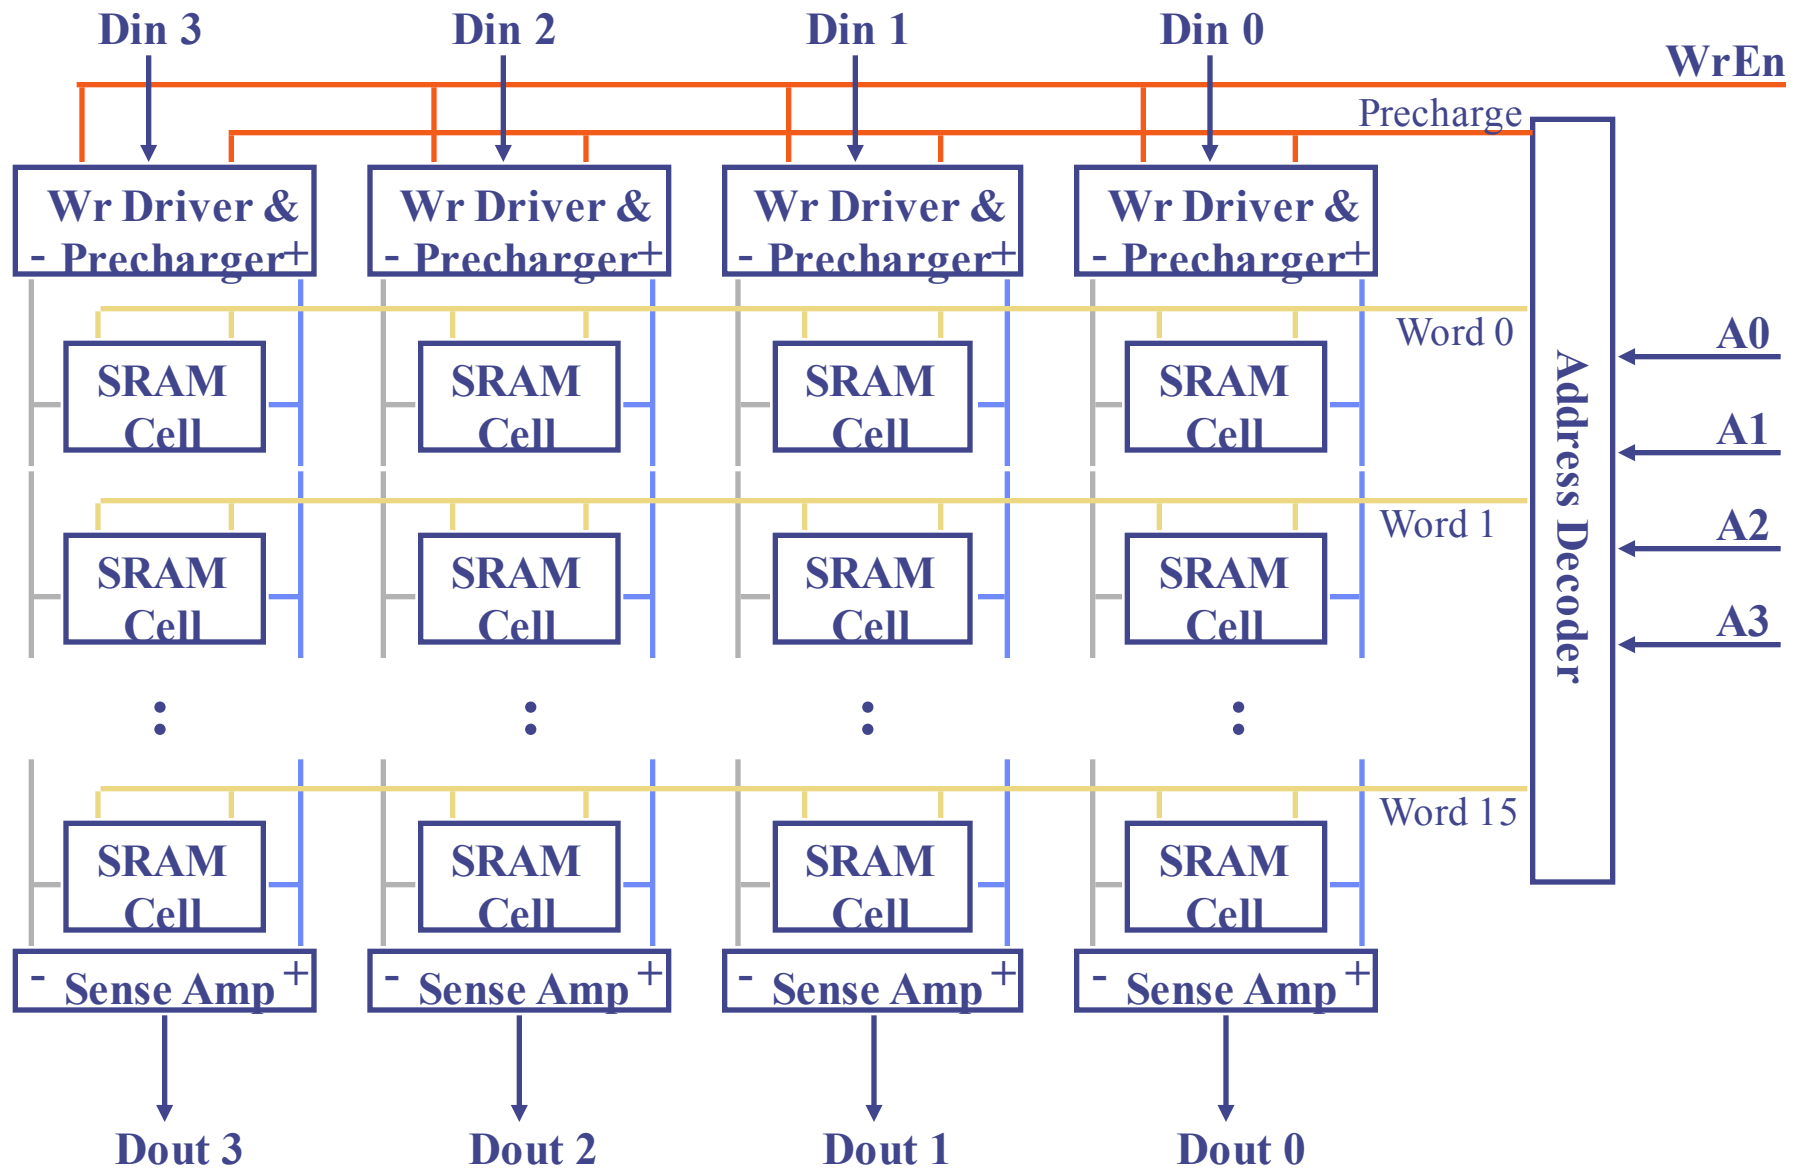 Din 3
Din 2
Din 1
Din 0
WrEn
Precharge
Wr Driver &
- Precharger+
Wr Driver &
- Precharger+
Wr Driver &
- Precharger+
Wr Driver &
- Precharger+
Word 0
SRAM
Cell
SRAM
Cell
SRAM
Cell
SRAM
Cell
Word 1
SRAM
Cell
SRAM
Cell
SRAM
Cell
SRAM
Cell
:
:
:
:
Word 15
SRAM
Cell
SRAM
Cell
SRAM
Cell
SRAM
Cell
- Sense Amp +
- Sense Amp +
- Sense Amp +
- Sense Amp +
Dout 3
Dout 2
Dout 1
Dout 0
Address Decoder
A0
A1
A2
A3